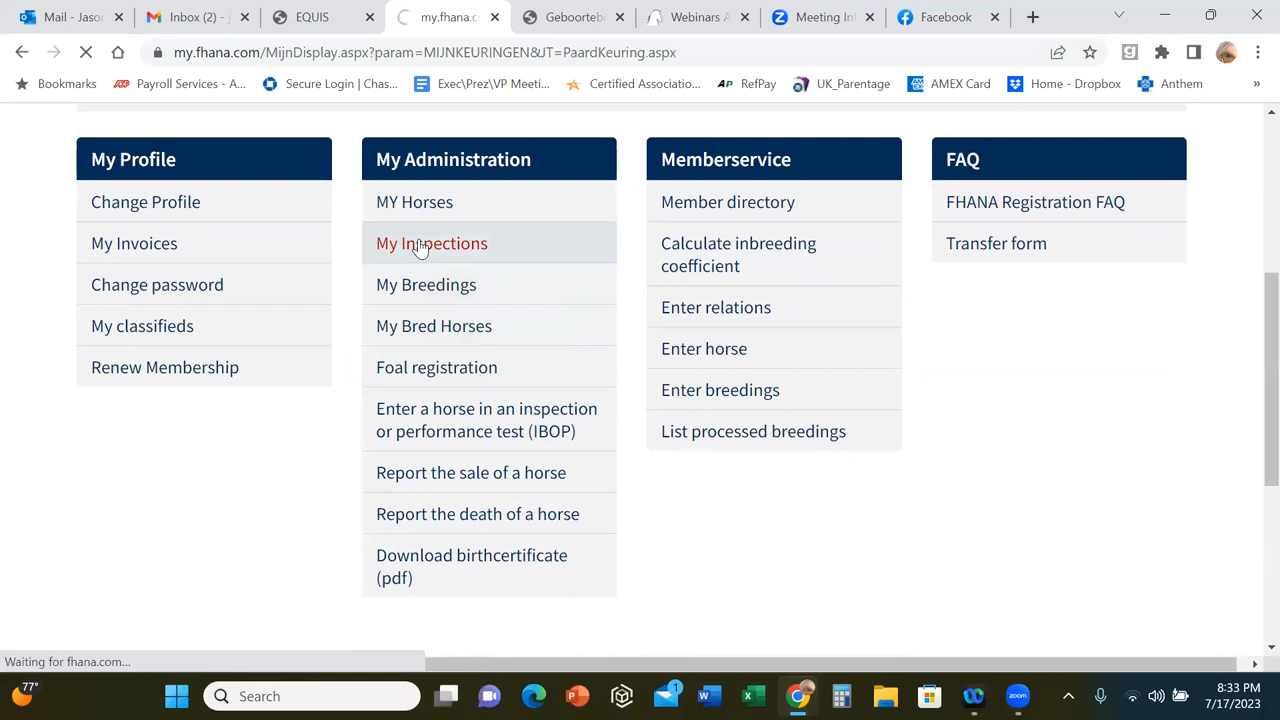 Mail - Jason
Inbox (2) - j
EQUIS
my.fhana.co
Geboorteb
Webinars A
Meeting In
Facebook
my.fhana.com/MijnDisplay.aspx?param=MIJNKEURINGEN&JT=PaardKeuring.aspx
Bookmarks
Payroll Services - A...
Secure Login | Chas...
Exec\Prez\VP Meeti...
Certified Associatio...
RefPay
UK_Parentage
AMEX Card
Home - Dropbox
Anthem
»
My Profile
Change Profile
My Invoices
Change password
My classifieds
Renew Membership
My Administration
MY Horses
My Inspections
My Breedings
My Bred Horses
Foal registration
Enter a horse in an inspection
or performance test (IBOP)
Report the sale of a horse
Report the death of a horse
Download birthcertificate
(pdf)
Memberservice
Member directory
Calculate inbreeding
coefficient
Enter relations
Enter horse
Enter breedings
List processed breedings
FAQ
FHANA Registration FAQ
Transfer form
Waiting for fhana.com...
77°
Search
1
zoom
8:33 PM
7/17/2023